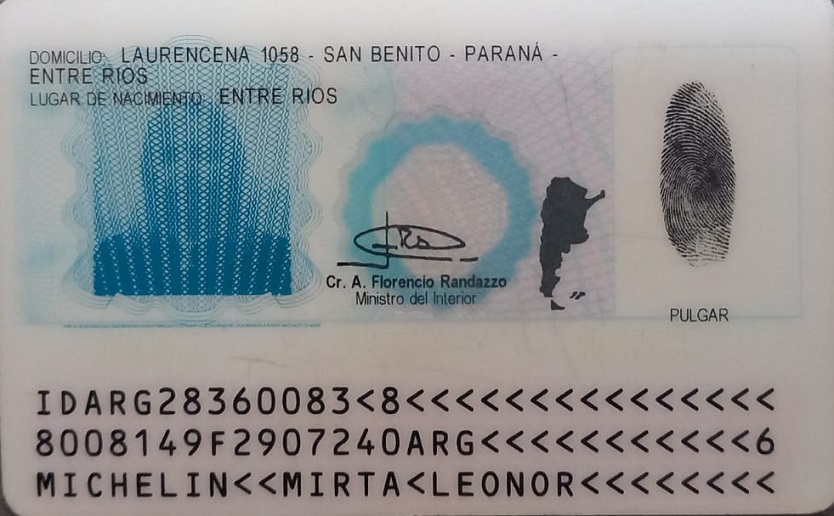 DOMICILIO: LAURENCENA 1058 - SAN BENITO - PARANÁ -
ENTRE RIOS
LUGAR DE NACIMIENTO: ENTRE RIOS
Cr. A. Florencio Randazzo
Ministro del Interior
PULGAR
IDARG28360083<8<<<<<<<<<<<<<<<
8008149F2907240ARG<<<<<<<<<<<6
MICHELIN<<MIRTA<LEONOR<<<<<<<<